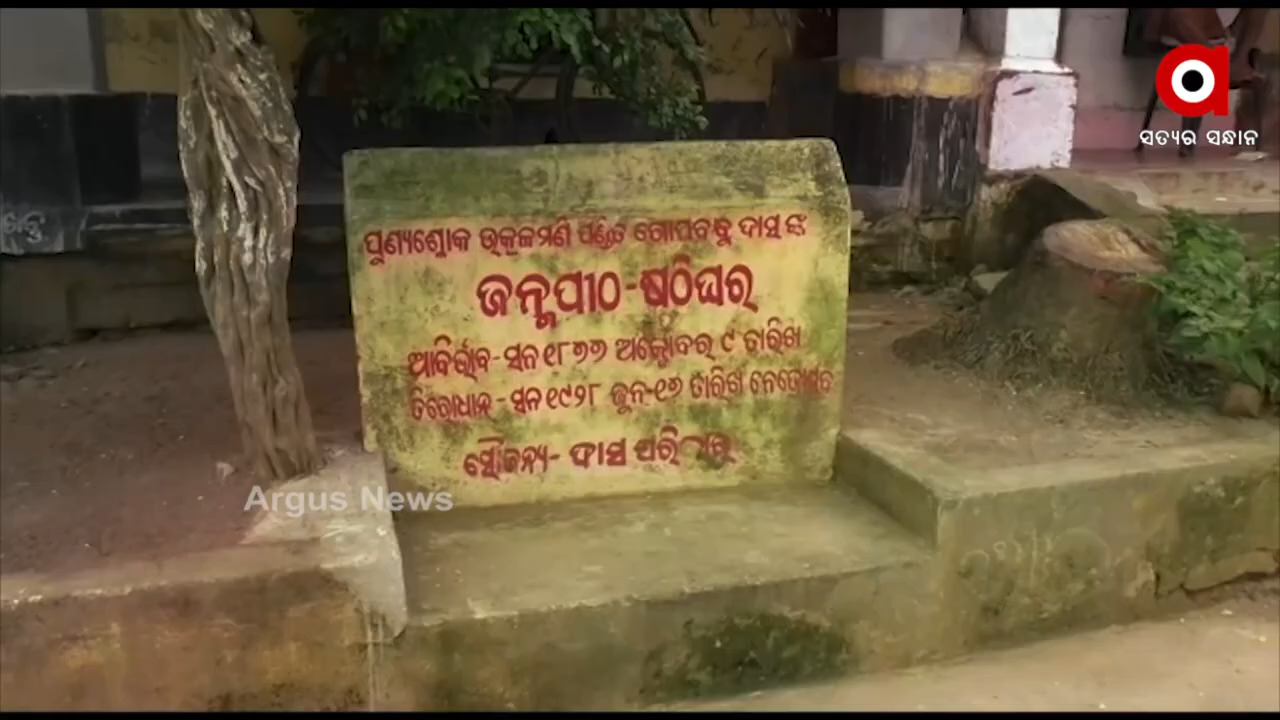 ସତ୍ୟର ସନ୍ଧାନ
ପୁଣ୍ୟଶ୍ଳୋକ ଉତ୍କଳମଣି ପଣ୍ଡିତ ଗୋପବନ୍ଧୁ ଦାସଙ୍କ
ଜନ୍ମପୀଠ-ଷଠିଘର
ଆବିର୍ଭାବ-ସନ ୧୮୭୭ ଅକ୍ଟୋବର ୯ ତାରିଖ
ତିରୋଧାନ-ସନ ୧୯୨୮ ଜୁନ-୧୭ ତାରିଖ
ସୌଜନ୍ୟ- ଦାସ
Argus News